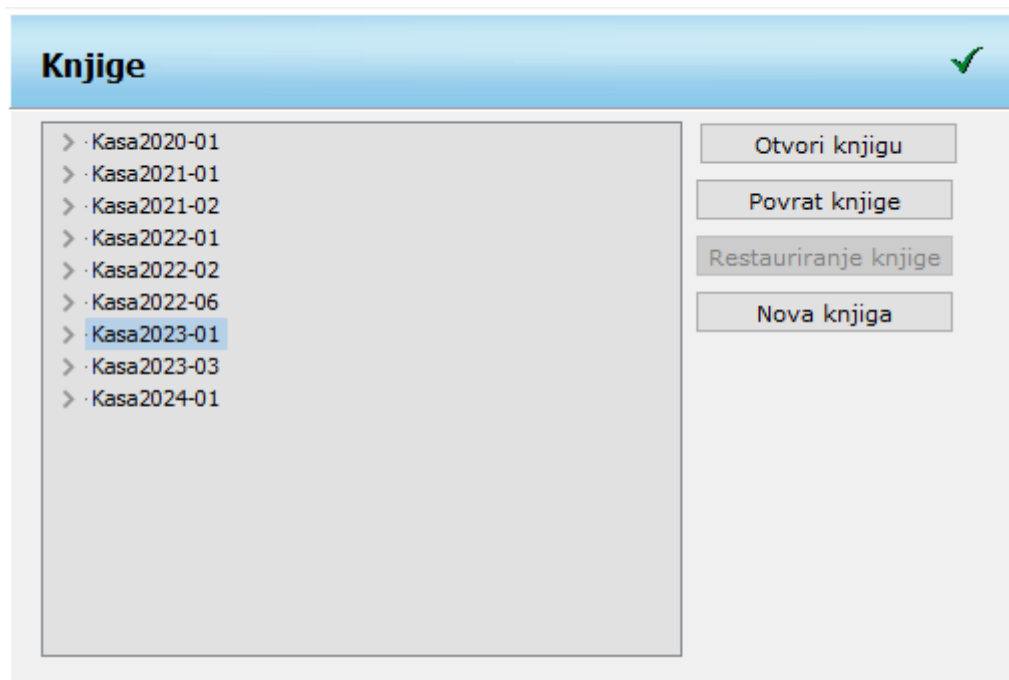 Knjige
Kasa2020-01
Kasa2021-01
Kasa2021-02
Kasa2022-01
Kasa2022-02
Kasa2022-06
Kasa2023-01
Kasa2023-03
Kasa2024-01
Otvori knjigu
Povrat knjige
Restauriranje knjige
Nova knjiga